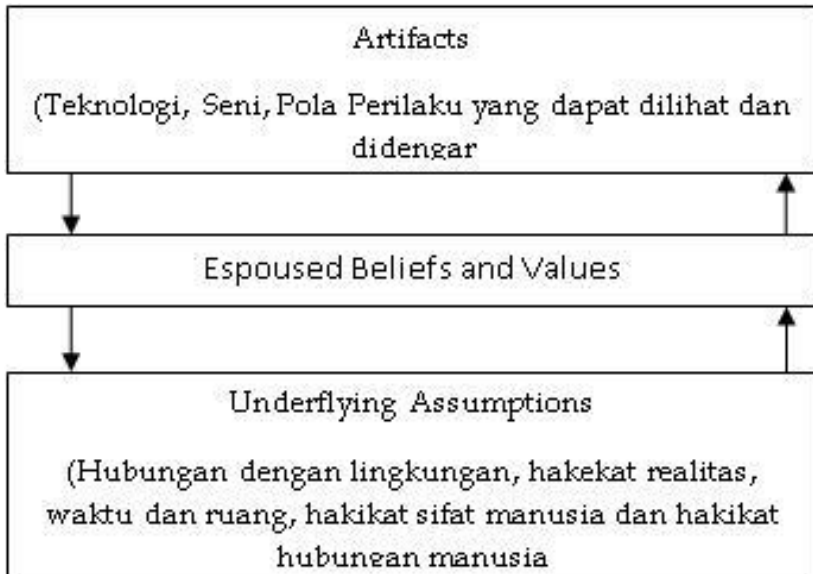 Artifacts
(Teknologi, Seni, Pola Perilaku yang dapat dilihat dan
didengar
Espoused Beliefs and Values
Underflying Assumptions
(Hubungan dengan lingkungan, hakekat realitas,
waktu dan ruang, hakikat sifat manusia dan hakikat
hubungan manusia